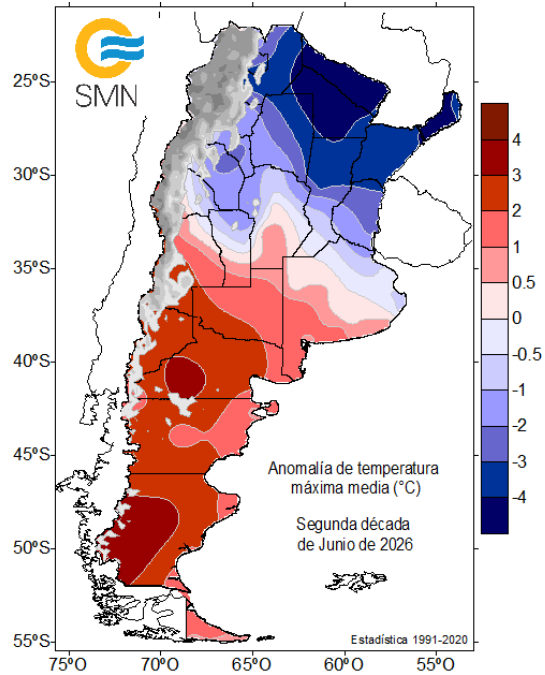 SMN
25ºS
30ºS
35ºS
40ºS
45ºS
50ºS
55ºS
75ºO
70ºO
65ºO
60ºO
55ºO
4
3
2
1
0.5
0
-0.5
-1
-2
-3
-4
Anomalía de temperatura
máxima media (°C)
Segunda década
de Junio de 2026
Estadística 1991-2020